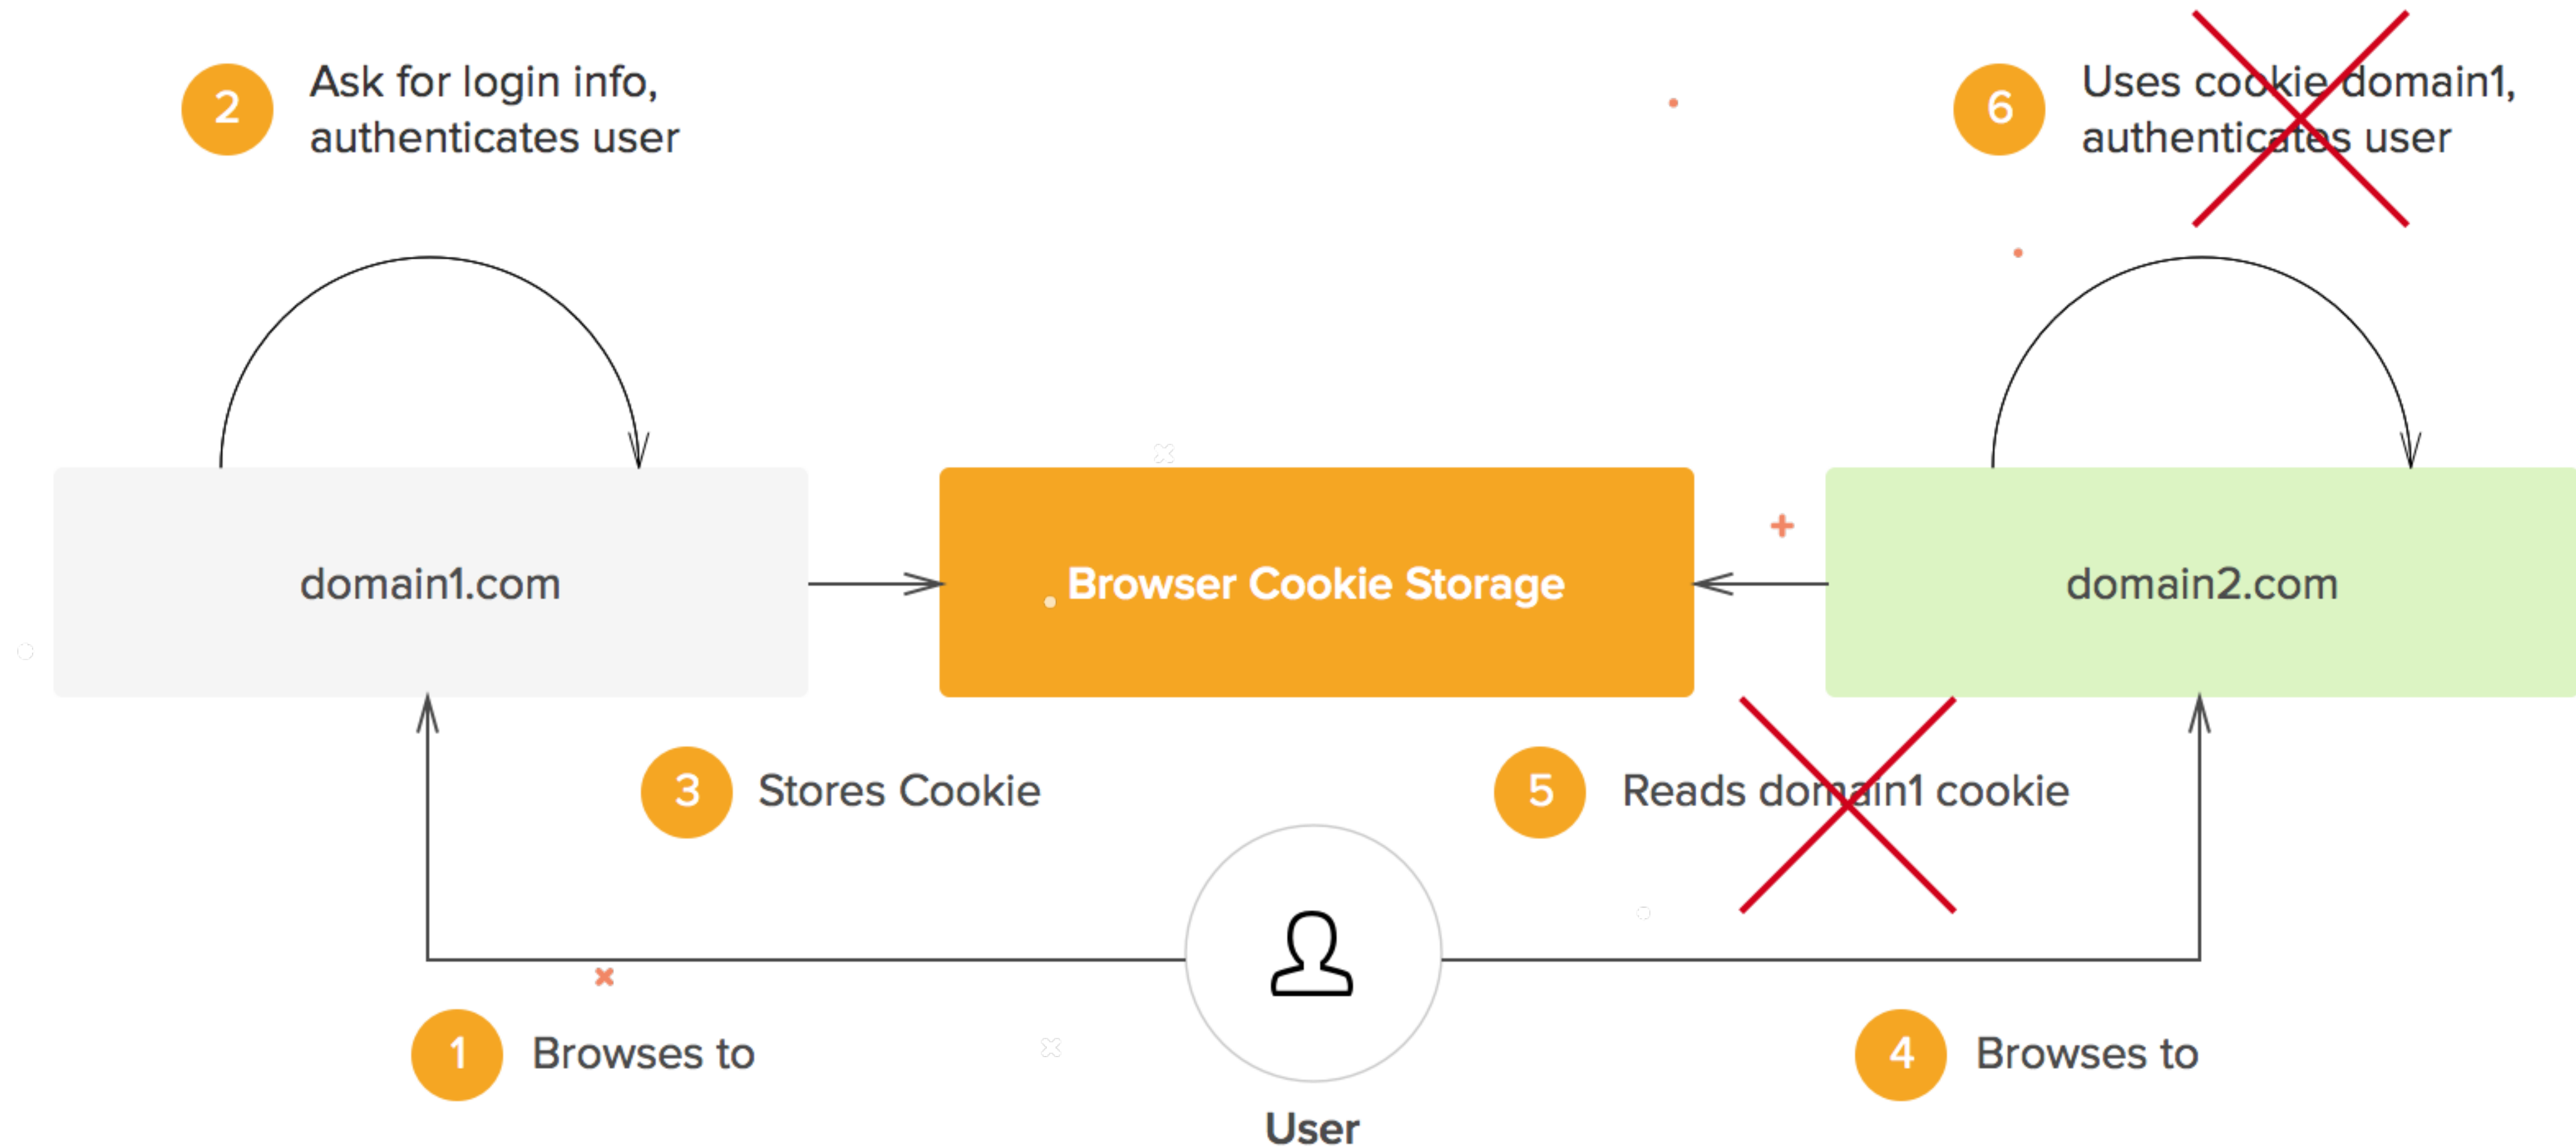 2
Ask for login info,
authenticates user
6
Uses cookie domain1,
authenticates user
domain1.com
Browser Cookie Storage
domain2.com
3
Stores Cookie
5
Reads domain1 cookie
1
Browses to
4
Browses to
User